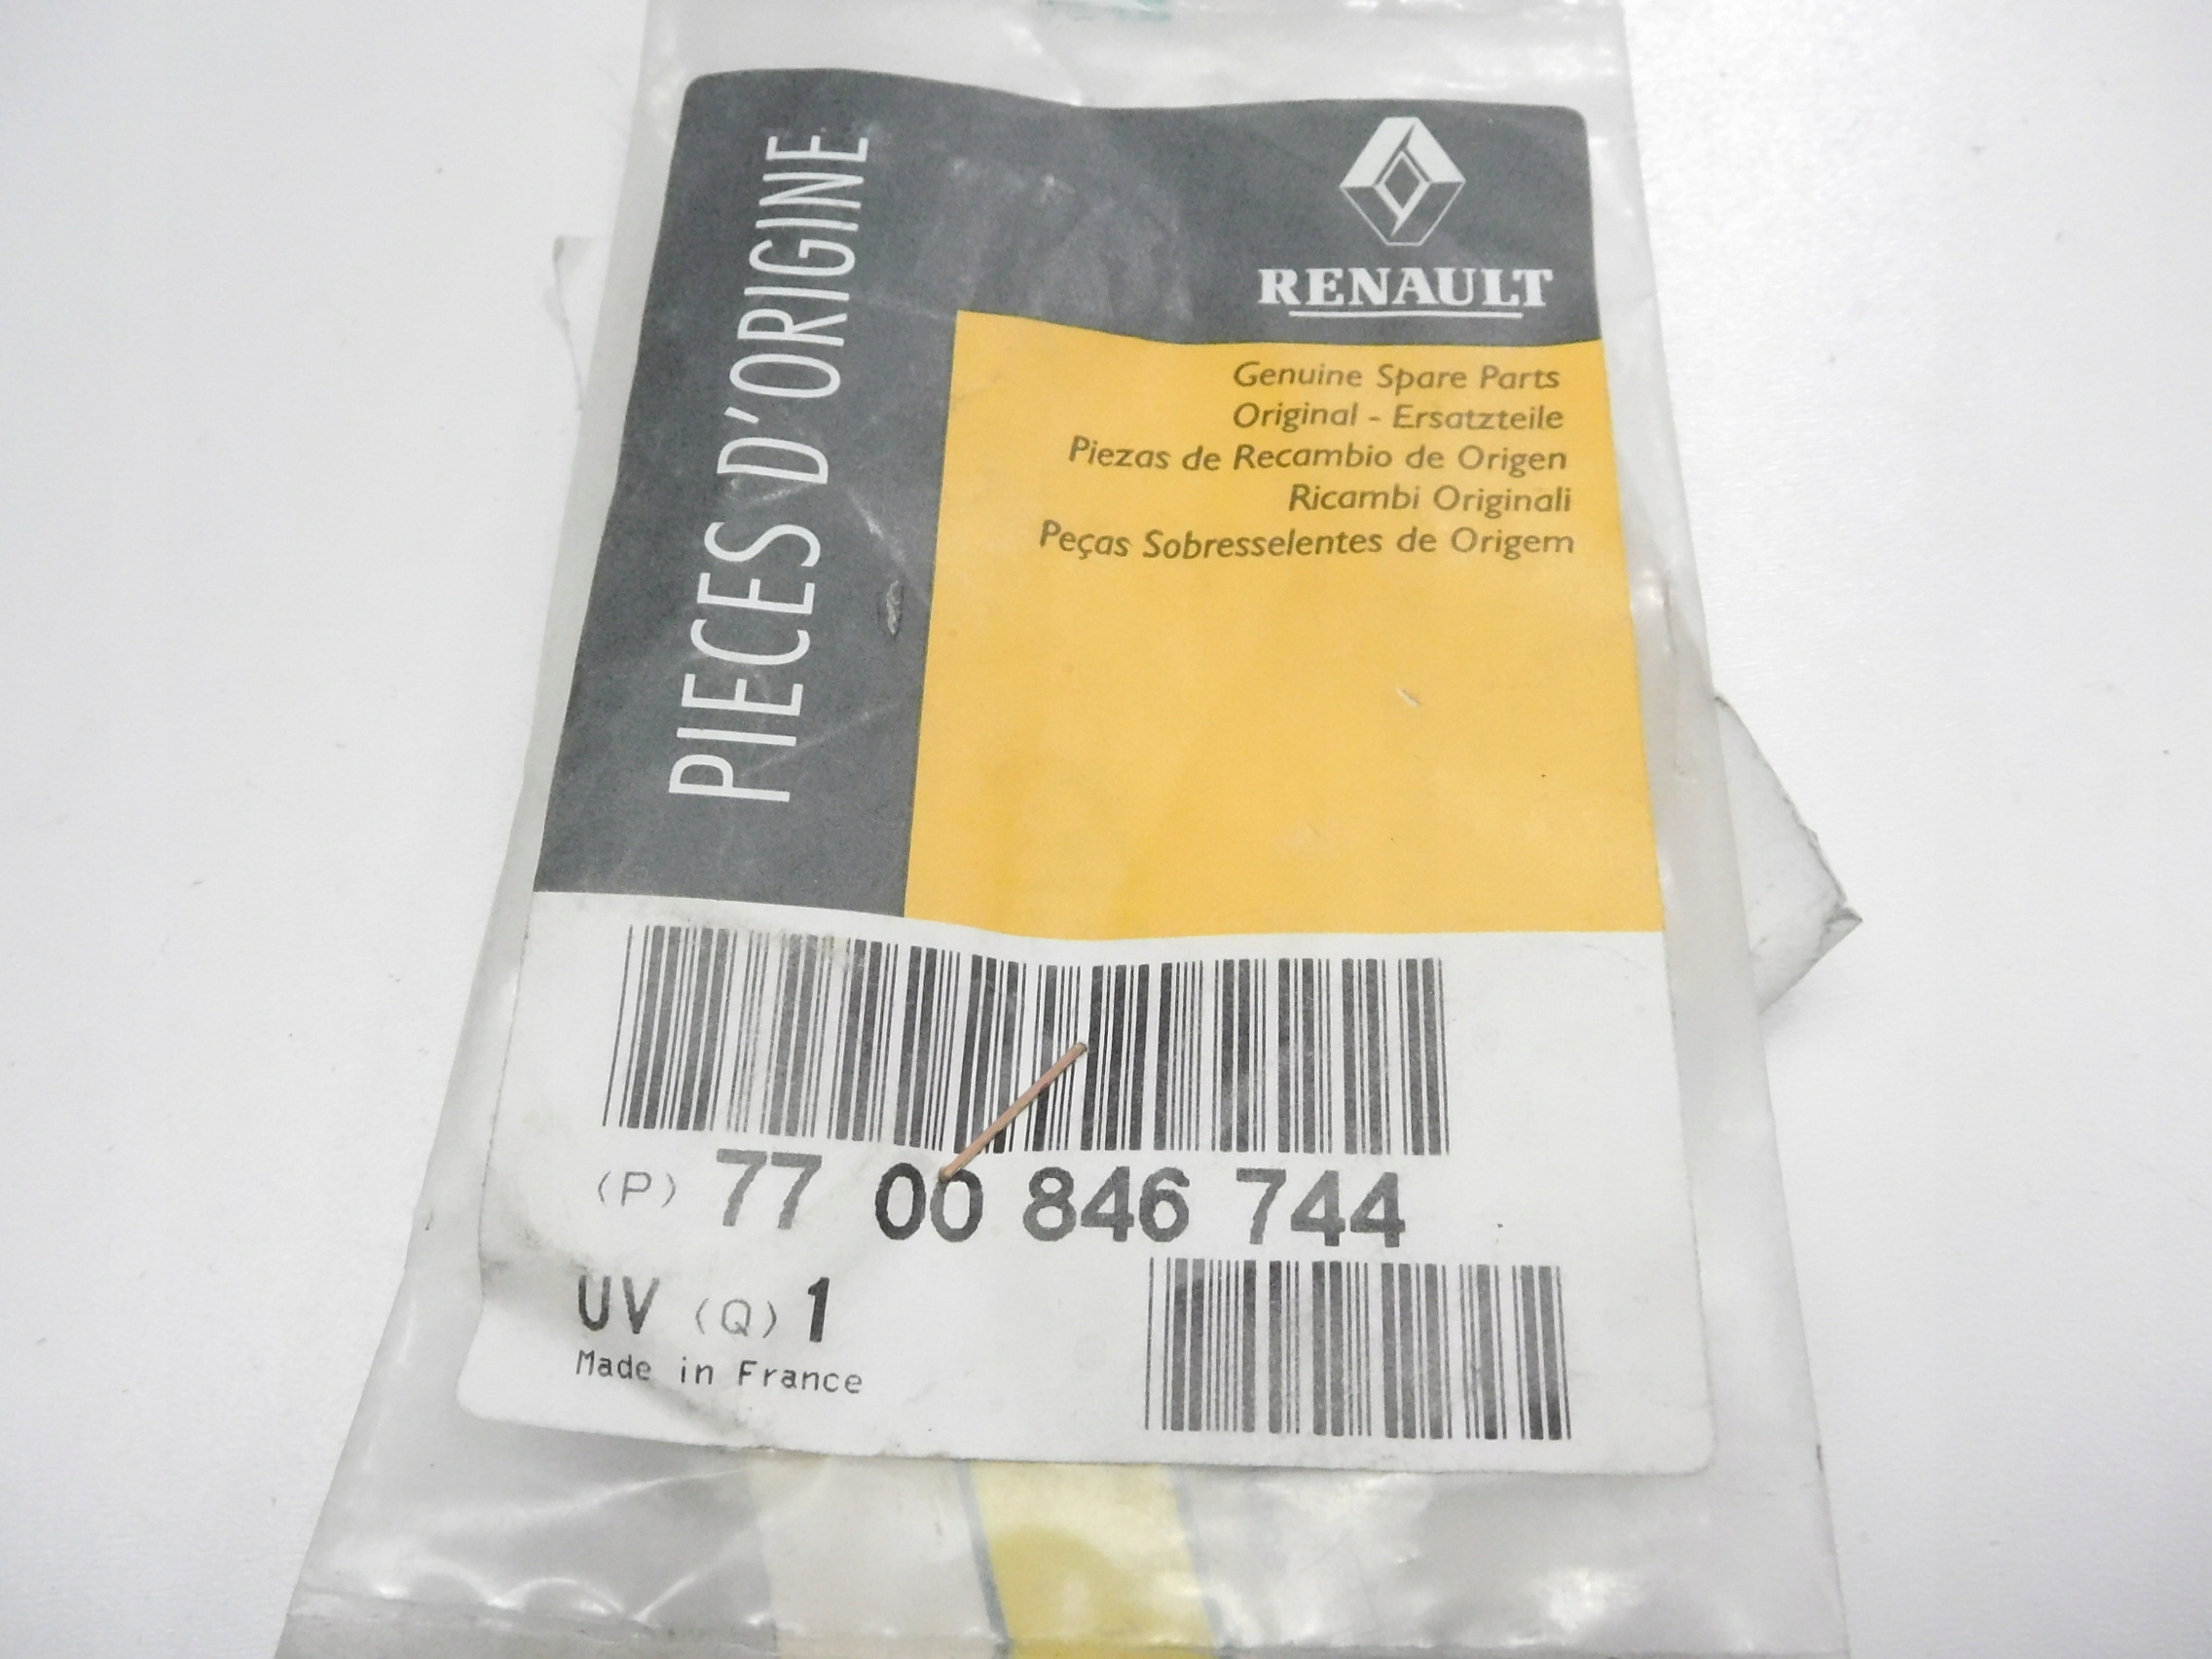 PIECES D'ORIGINE
RENAULT
Genuine Spare Parts
Original - Ersatzteile
Piezas de Recambio de Origen
Ricambi Originali
Peças Sobresselentes de Origem
(P) 77 00 846 744
UV (Q) 1
Made in France